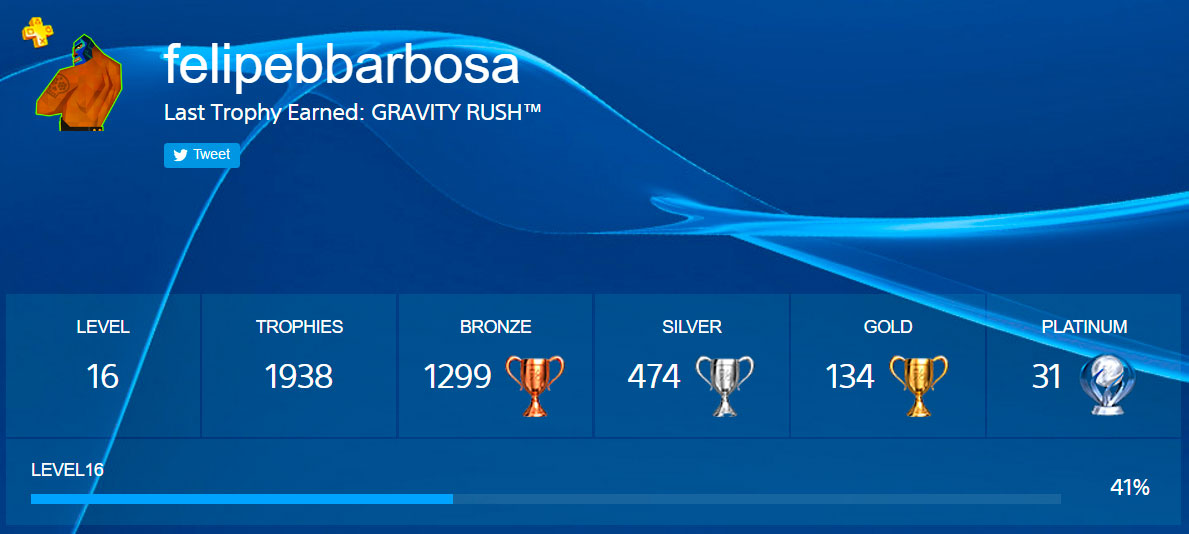 felipebbarbosa
Last Trophy Earned: GRAVITY RUSH™
Tweet
LEVEL TROPHIES BRONZE SILVER GOLD PLATINUM
16 1938 1299 474 134 31
LEVEL16
41%